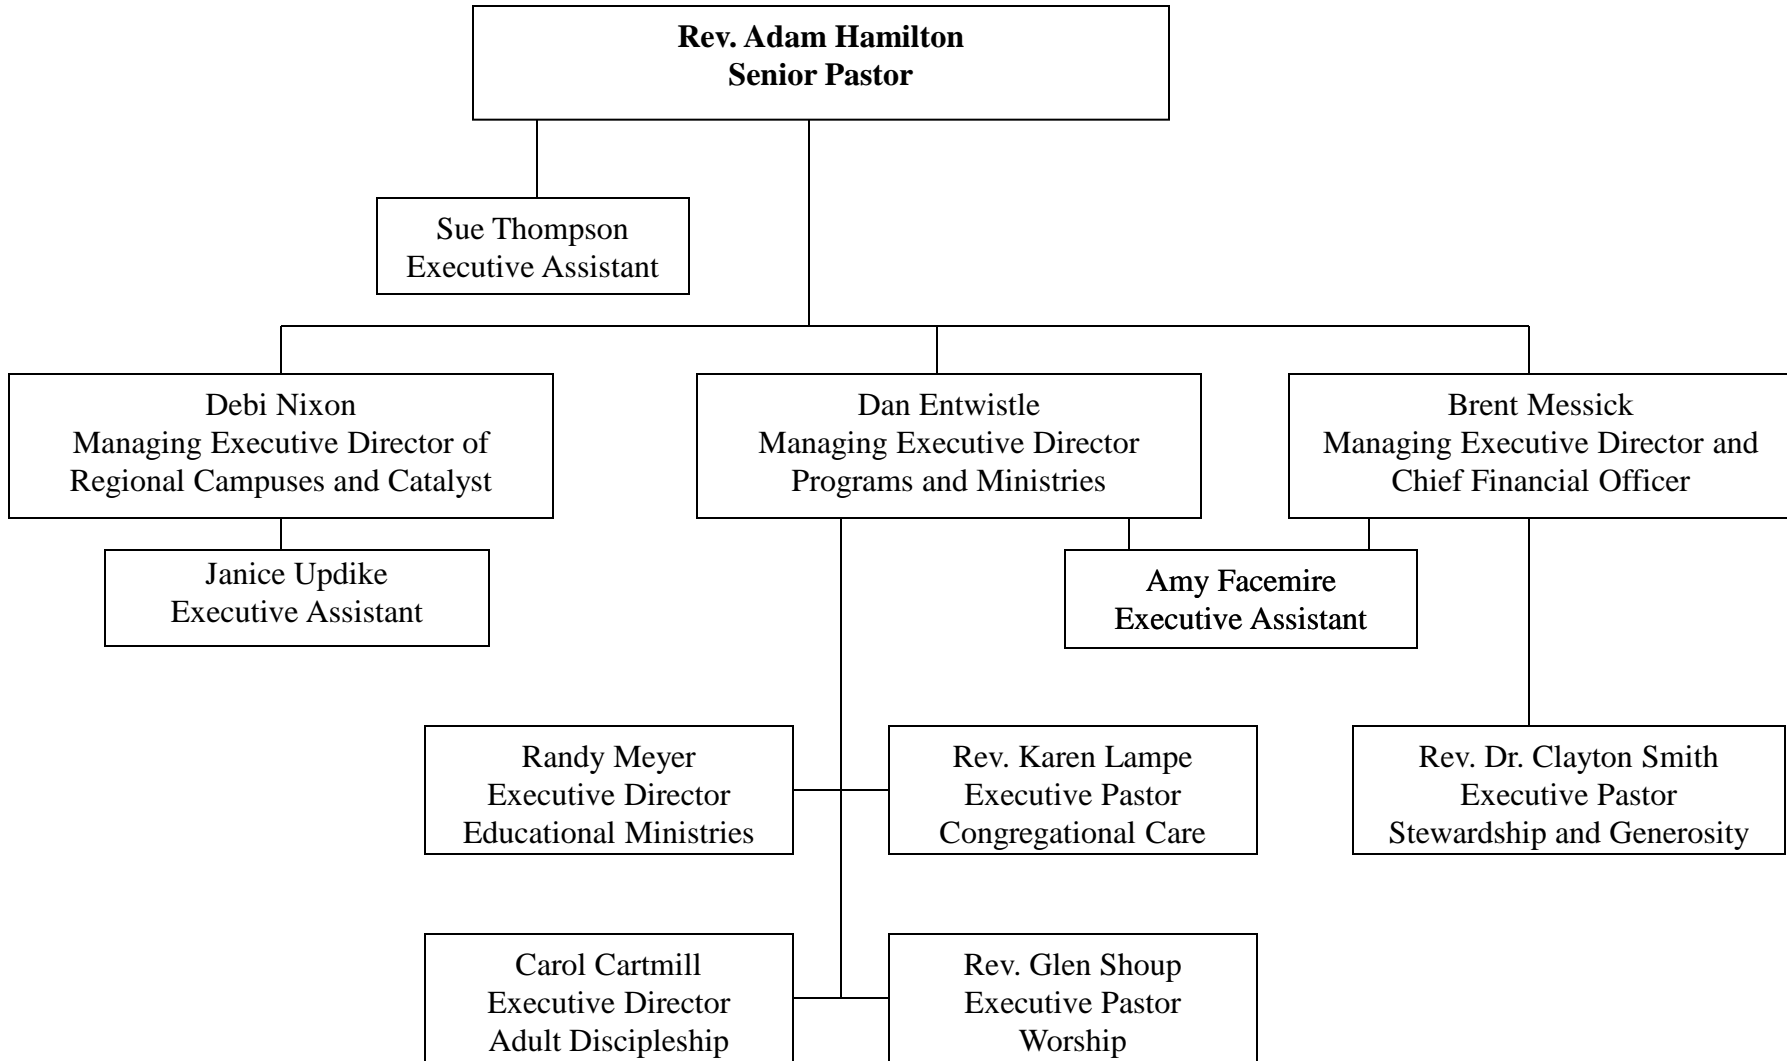 Rev. Adam Hamilton
Senior Pastor
Sue Thompson
Executive Assistant
Debi Nixon
Managing Executive Director of
Regional Campuses and Catalyst
Dan Entwistle
Managing Executive Director
Programs and Ministries
Brent Messick
Managing Executive Director and
Chief Financial Officer
Janice Updike
Executive Assistant
Amy Facemire
Executive Assistant
Randy Meyer
Executive Director
Educational Ministries
Rev. Karen Lampe
Executive Pastor
Congregational Care
Rev. Dr. Clayton Smith
Executive Pastor
Stewardship and Generosity
Carol Cartmill
Executive Director
Adult Discipleship
Rev. Glen Shoup
Executive Pastor
Worship